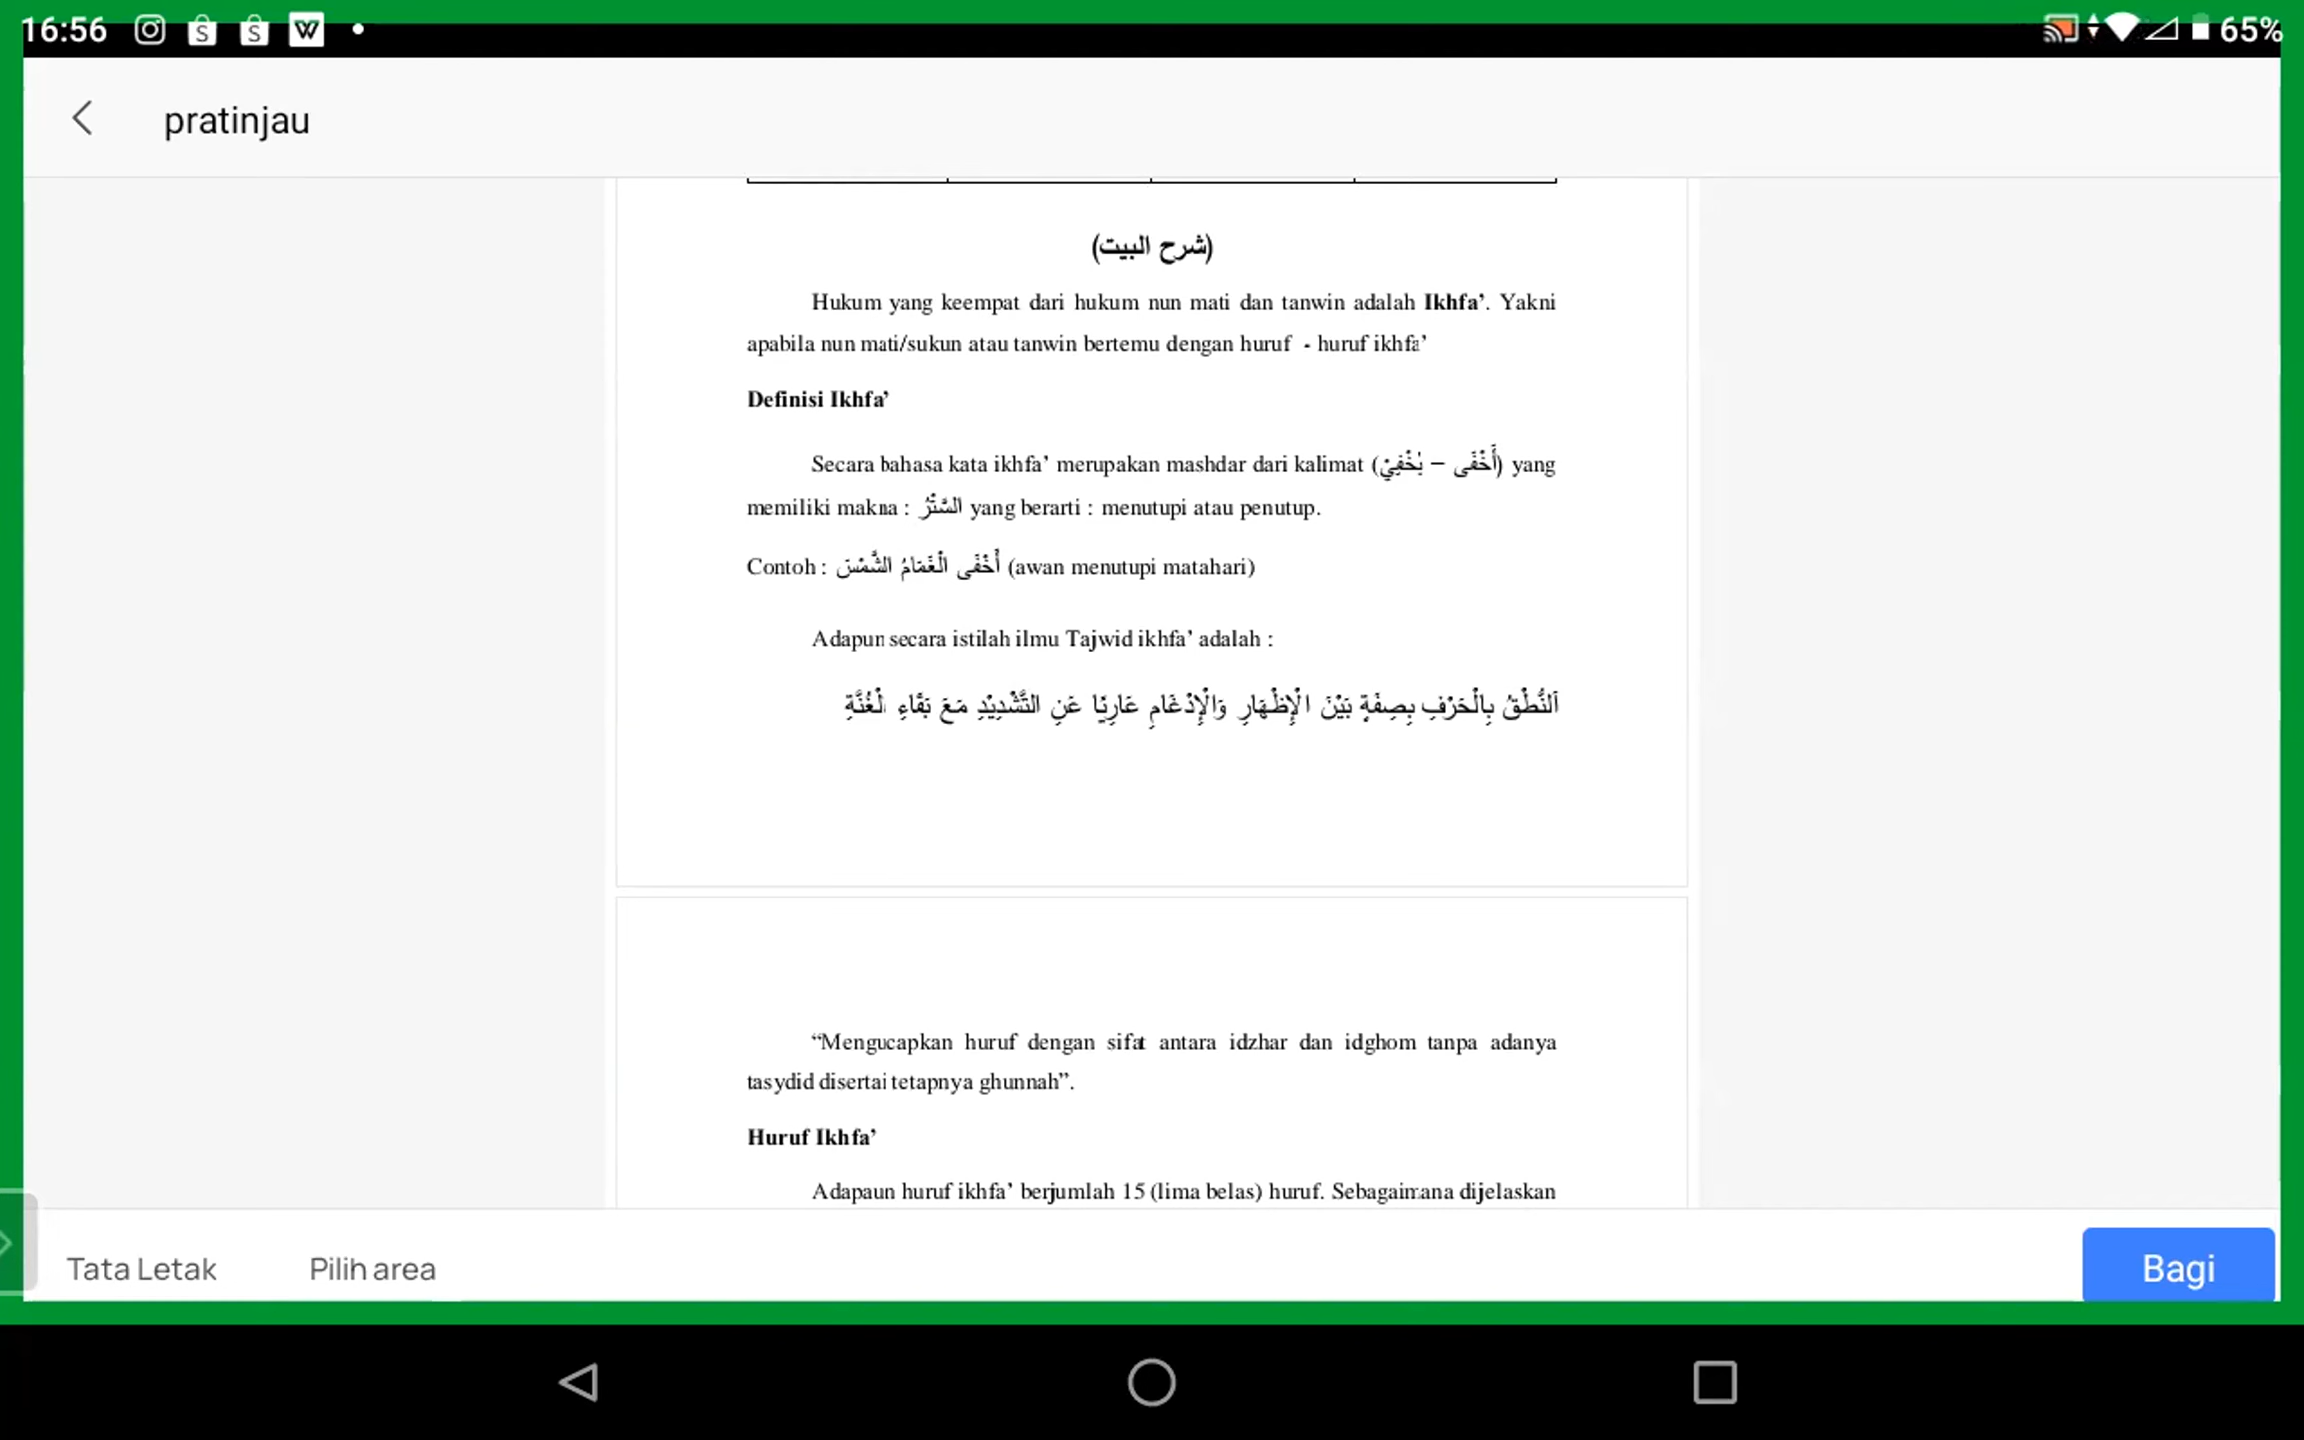 16:56
65%
pratinjau
(شرح البيت)
Hukum yang keempat dari hukum nun mati dan tanwin adalah Ikhfa’. Yakni
apabila nun mati/sukun atau tanwin bertemu dengan huruf - huruf ikhfa’
Definisi Ikhfa’
Secara bahasa kata ikhfa’ merupakan mashdar dari kalimat (أَخْفَى – يُخْفِيْ) yang
memiliki makna : السَّتْرُ yang berarti : menutupi atau penutup.
Contoh : أَخْفَى الْغَمَامُ الشَّمْسَ (awan menutupi matahari)
Adapun secara istilah ilmu Tajwid ikhfa’ adalah :
اَلنُّطْقُ بِالْحَرْفِ بِصِفَةٍ بَيْنَ الْإِظْهَارِ وَالْإِدْغَامِ عَارِيًا عَنِ التَّشْدِيْدِ مَعَ بَقَاءِ الْغُنَّةِ
“Mengucapkan huruf dengan sifat antara idzhar dan idghom tanpa adanya
tasydid disertai tetapnya ghunnah”.
Huruf Ikhfa’
Adapaun huruf ikhfa’ berjumlah 15 (lima belas) huruf. Sebagaimana dijelaskan
Tata Letak
Pilih area
Bagi